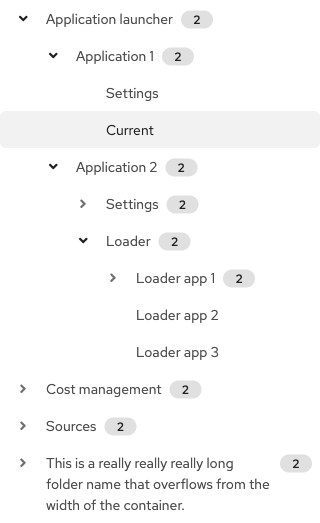 Application launcher 2
Application 1 2
Settings
Current
Application 2 2
Settings 2
Loader 2
Loader app 1 2
Loader app 2
Loader app 3
Cost management 2
Sources 2
This is a really really really long 2
folder name that overflows from the
width of the container.